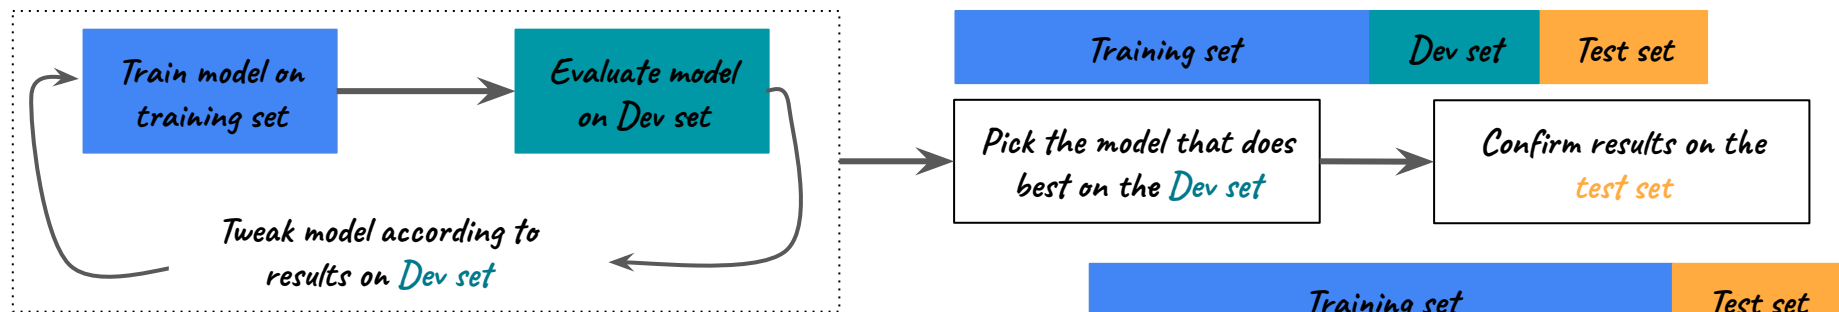 Train model on
training set
Evaluate model
on Dev set
Tweak model according to
results on Dev set
Training set
Dev set
Test set
Pick the model that does
best on the Dev set
Confirm results on the
test set
Training set
Test set